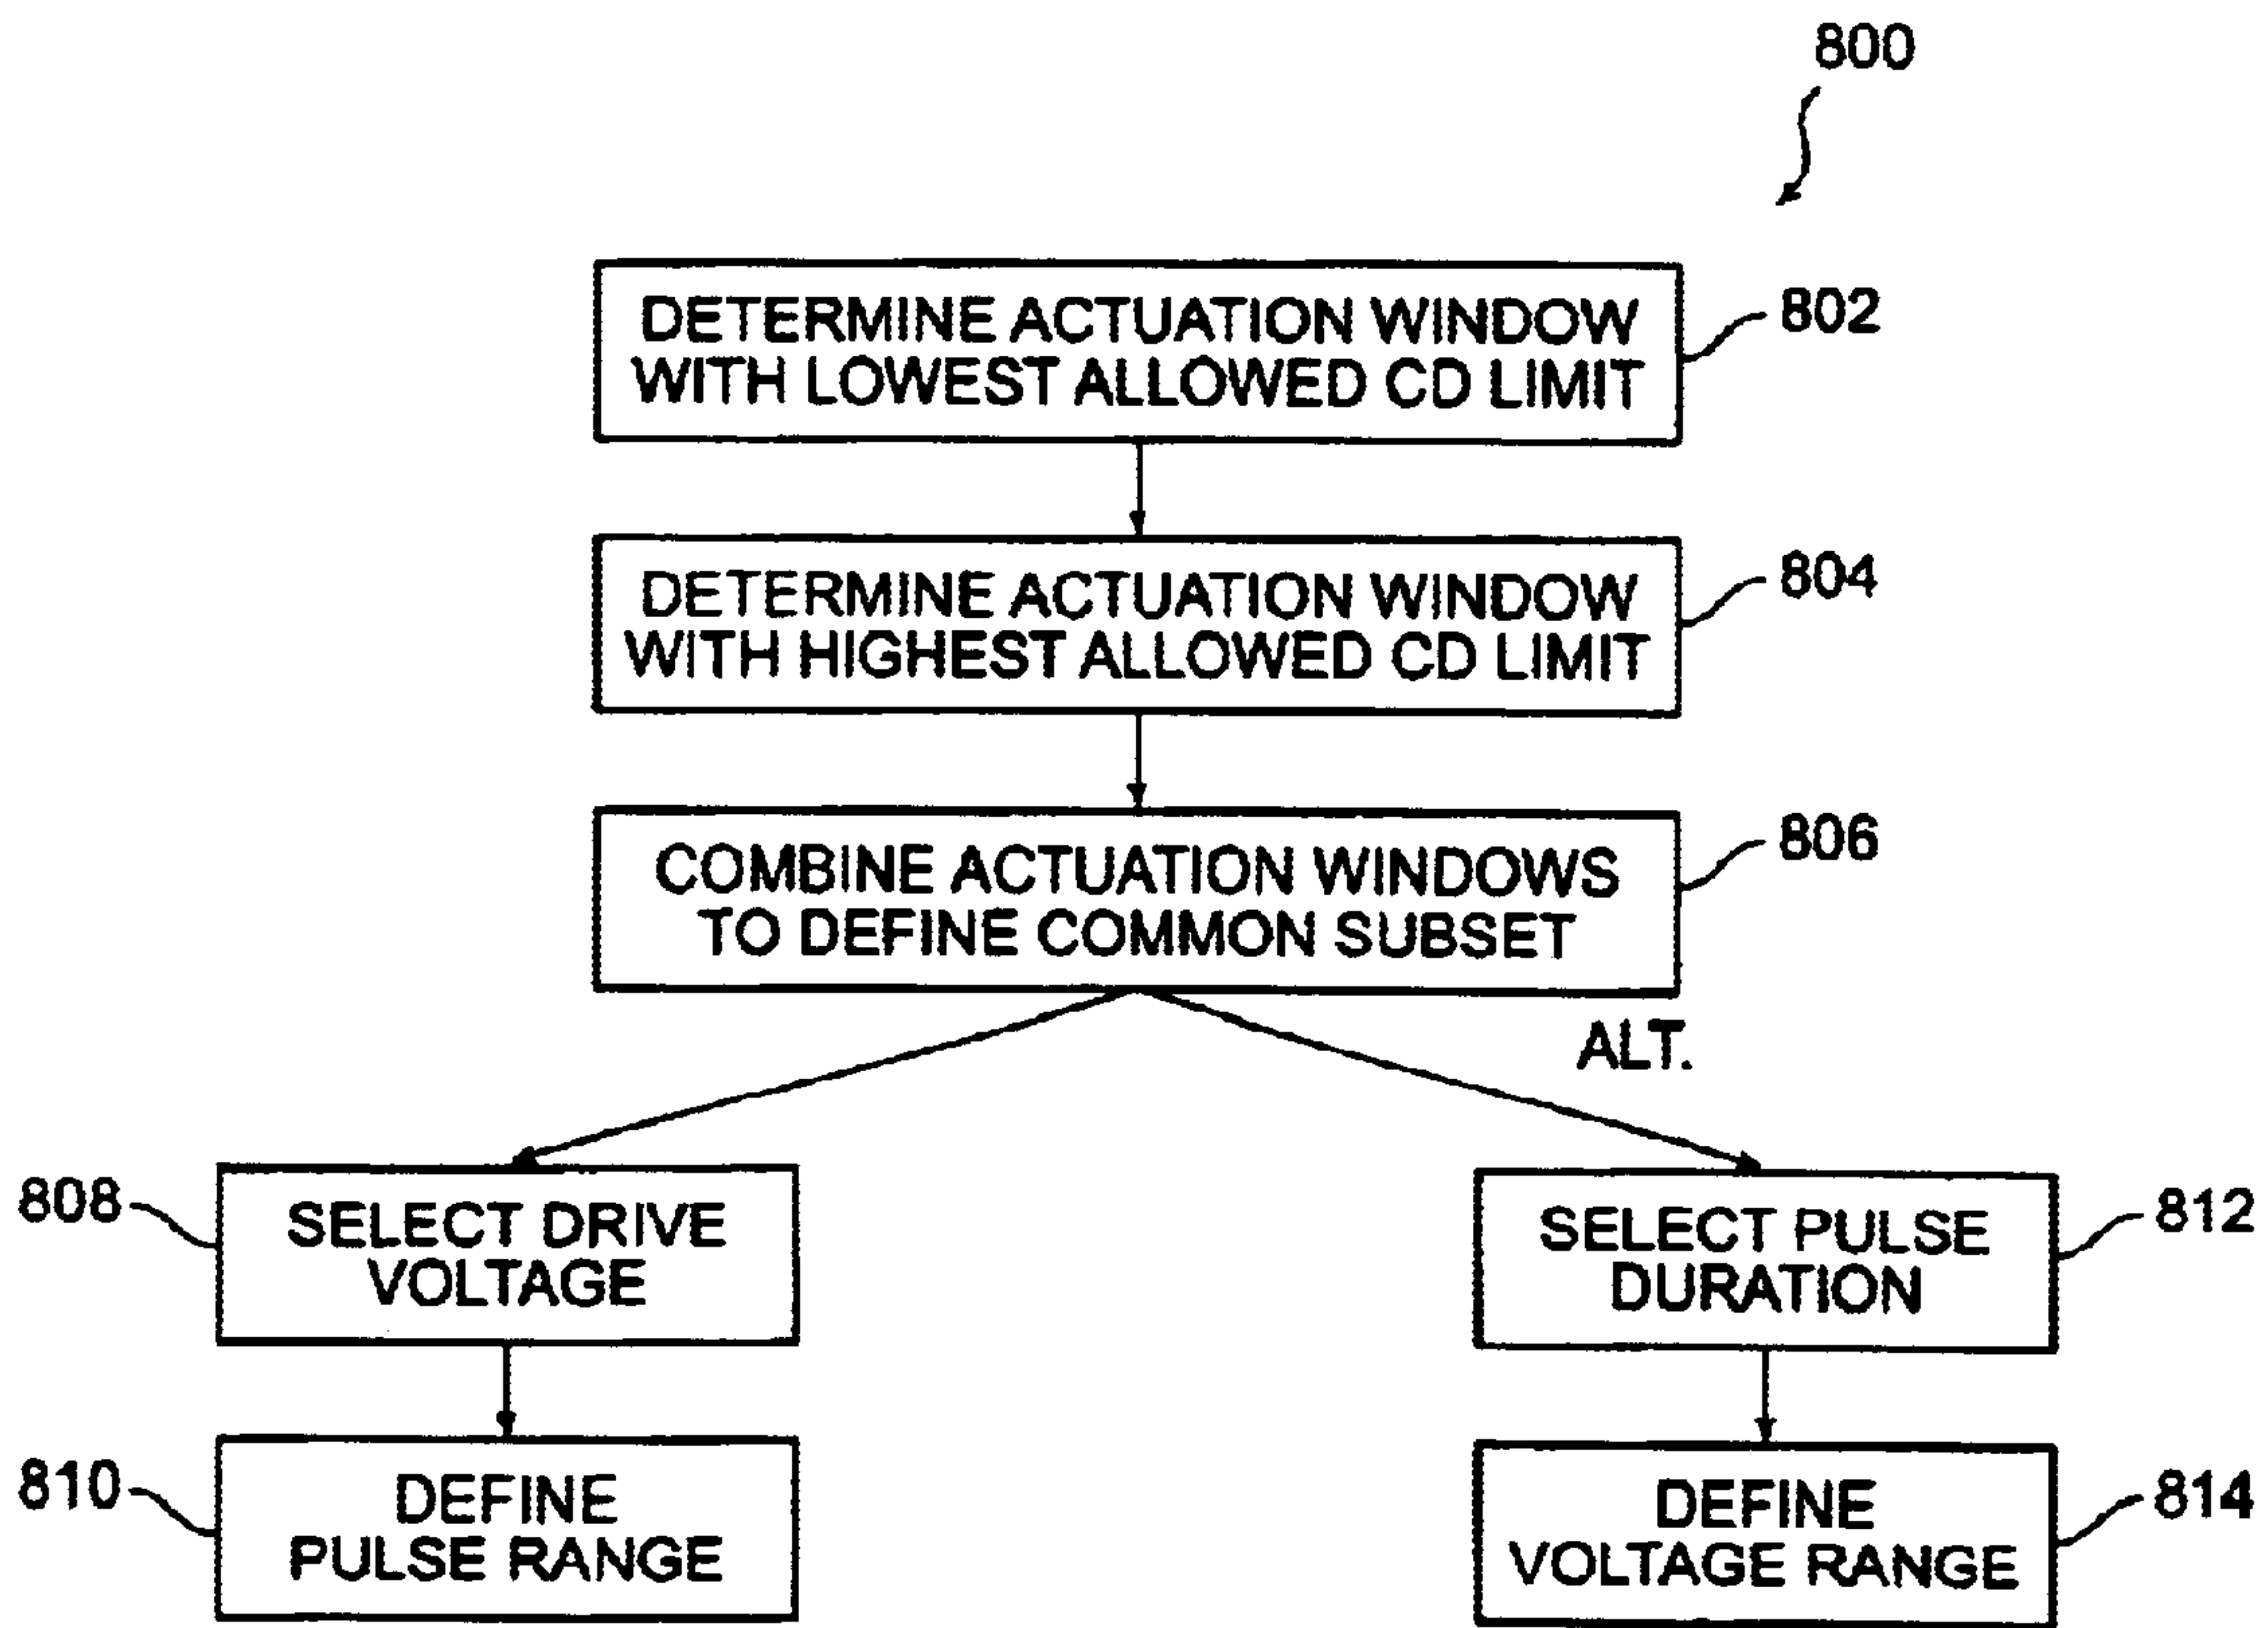 800
DETERMINE ACTUATION WINDOW
WITH LOWEST ALLOWED CD LIMIT
802
DETERMINE ACTUATION WINDOW
WITH HIGHEST ALLOWED CD LIMIT
804
COMBINE ACTUATION WINDOWS
TO DEFINE COMMON SUBSET
806
ALT.
808
SELECT DRIVE
VOLTAGE
SELECT PULSE
DURATION
812
810
DEFINE
PULSE RANGE
DEFINE
VOLTAGE RANGE
814